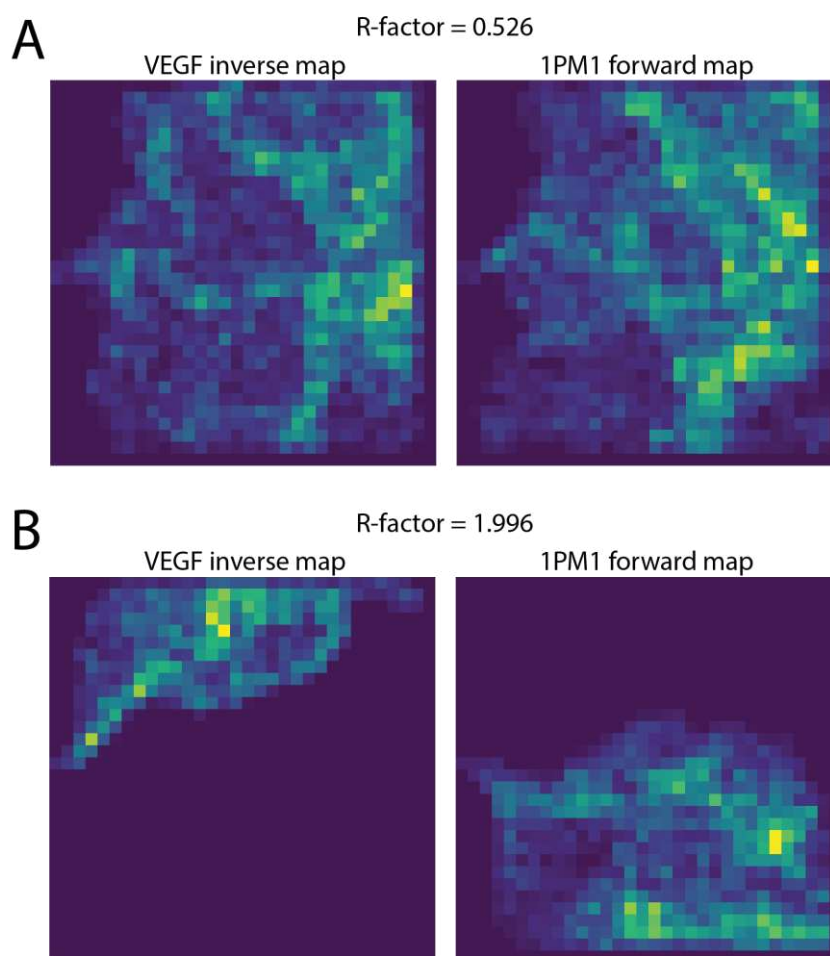 A
R-factor = 0.526
VEGF inverse map
1PM1 forward map
B
R-factor = 1.996
VEGF inverse map
1PM1 forward map